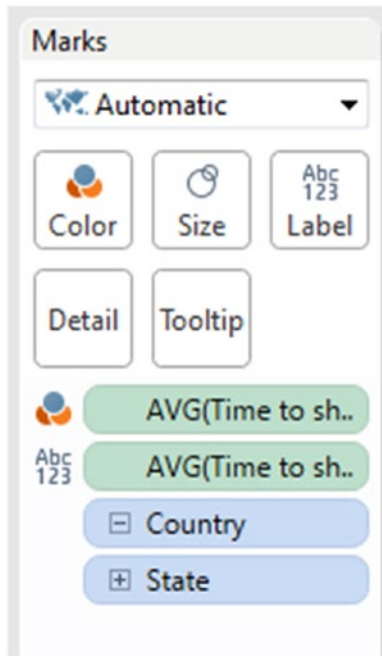 Marks
Automatic
Abc
123
Color Size Label
Detail Tooltip
AVG(Time to sh..
Abc
123
AVG(Time to sh..
Country
State